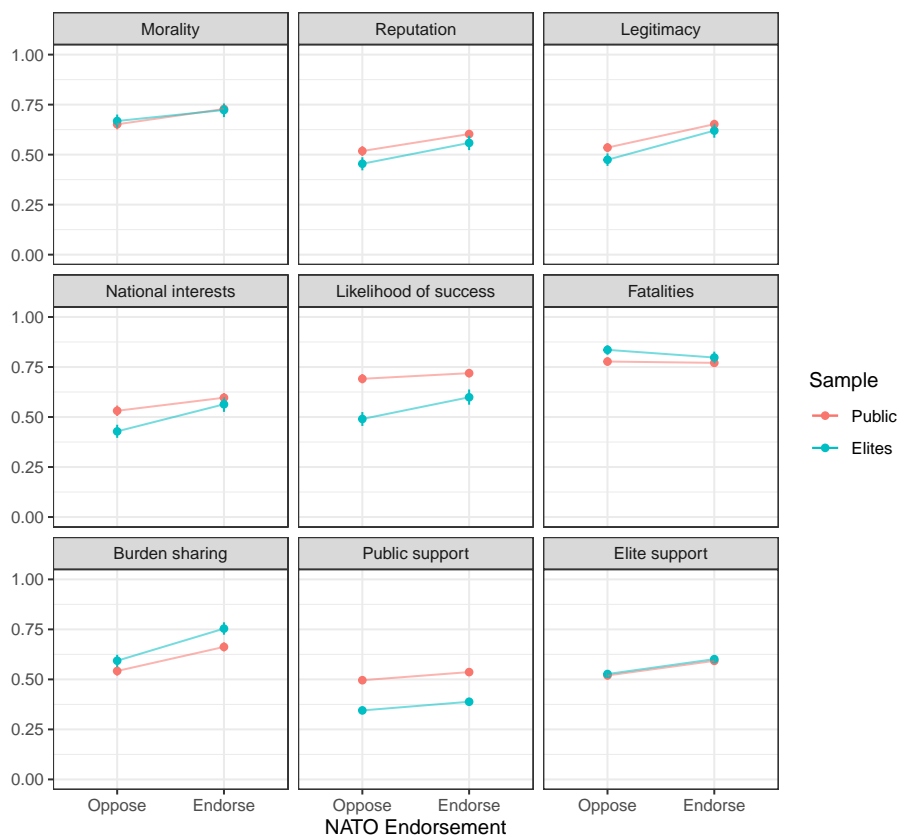 Morality Reputation Legitimacy
1.00
0.75
0.50
0.25
0.00
National interests Likelihood of success Fatalities
1.00
0.75
0.50
0.25
0.00
Sample
Public
Elites
Burden sharing Public support Elite support
1.00
0.75
0.50
0.25
0.00
Oppose Endorse Oppose Endorse Oppose Endorse
NATO Endorsement